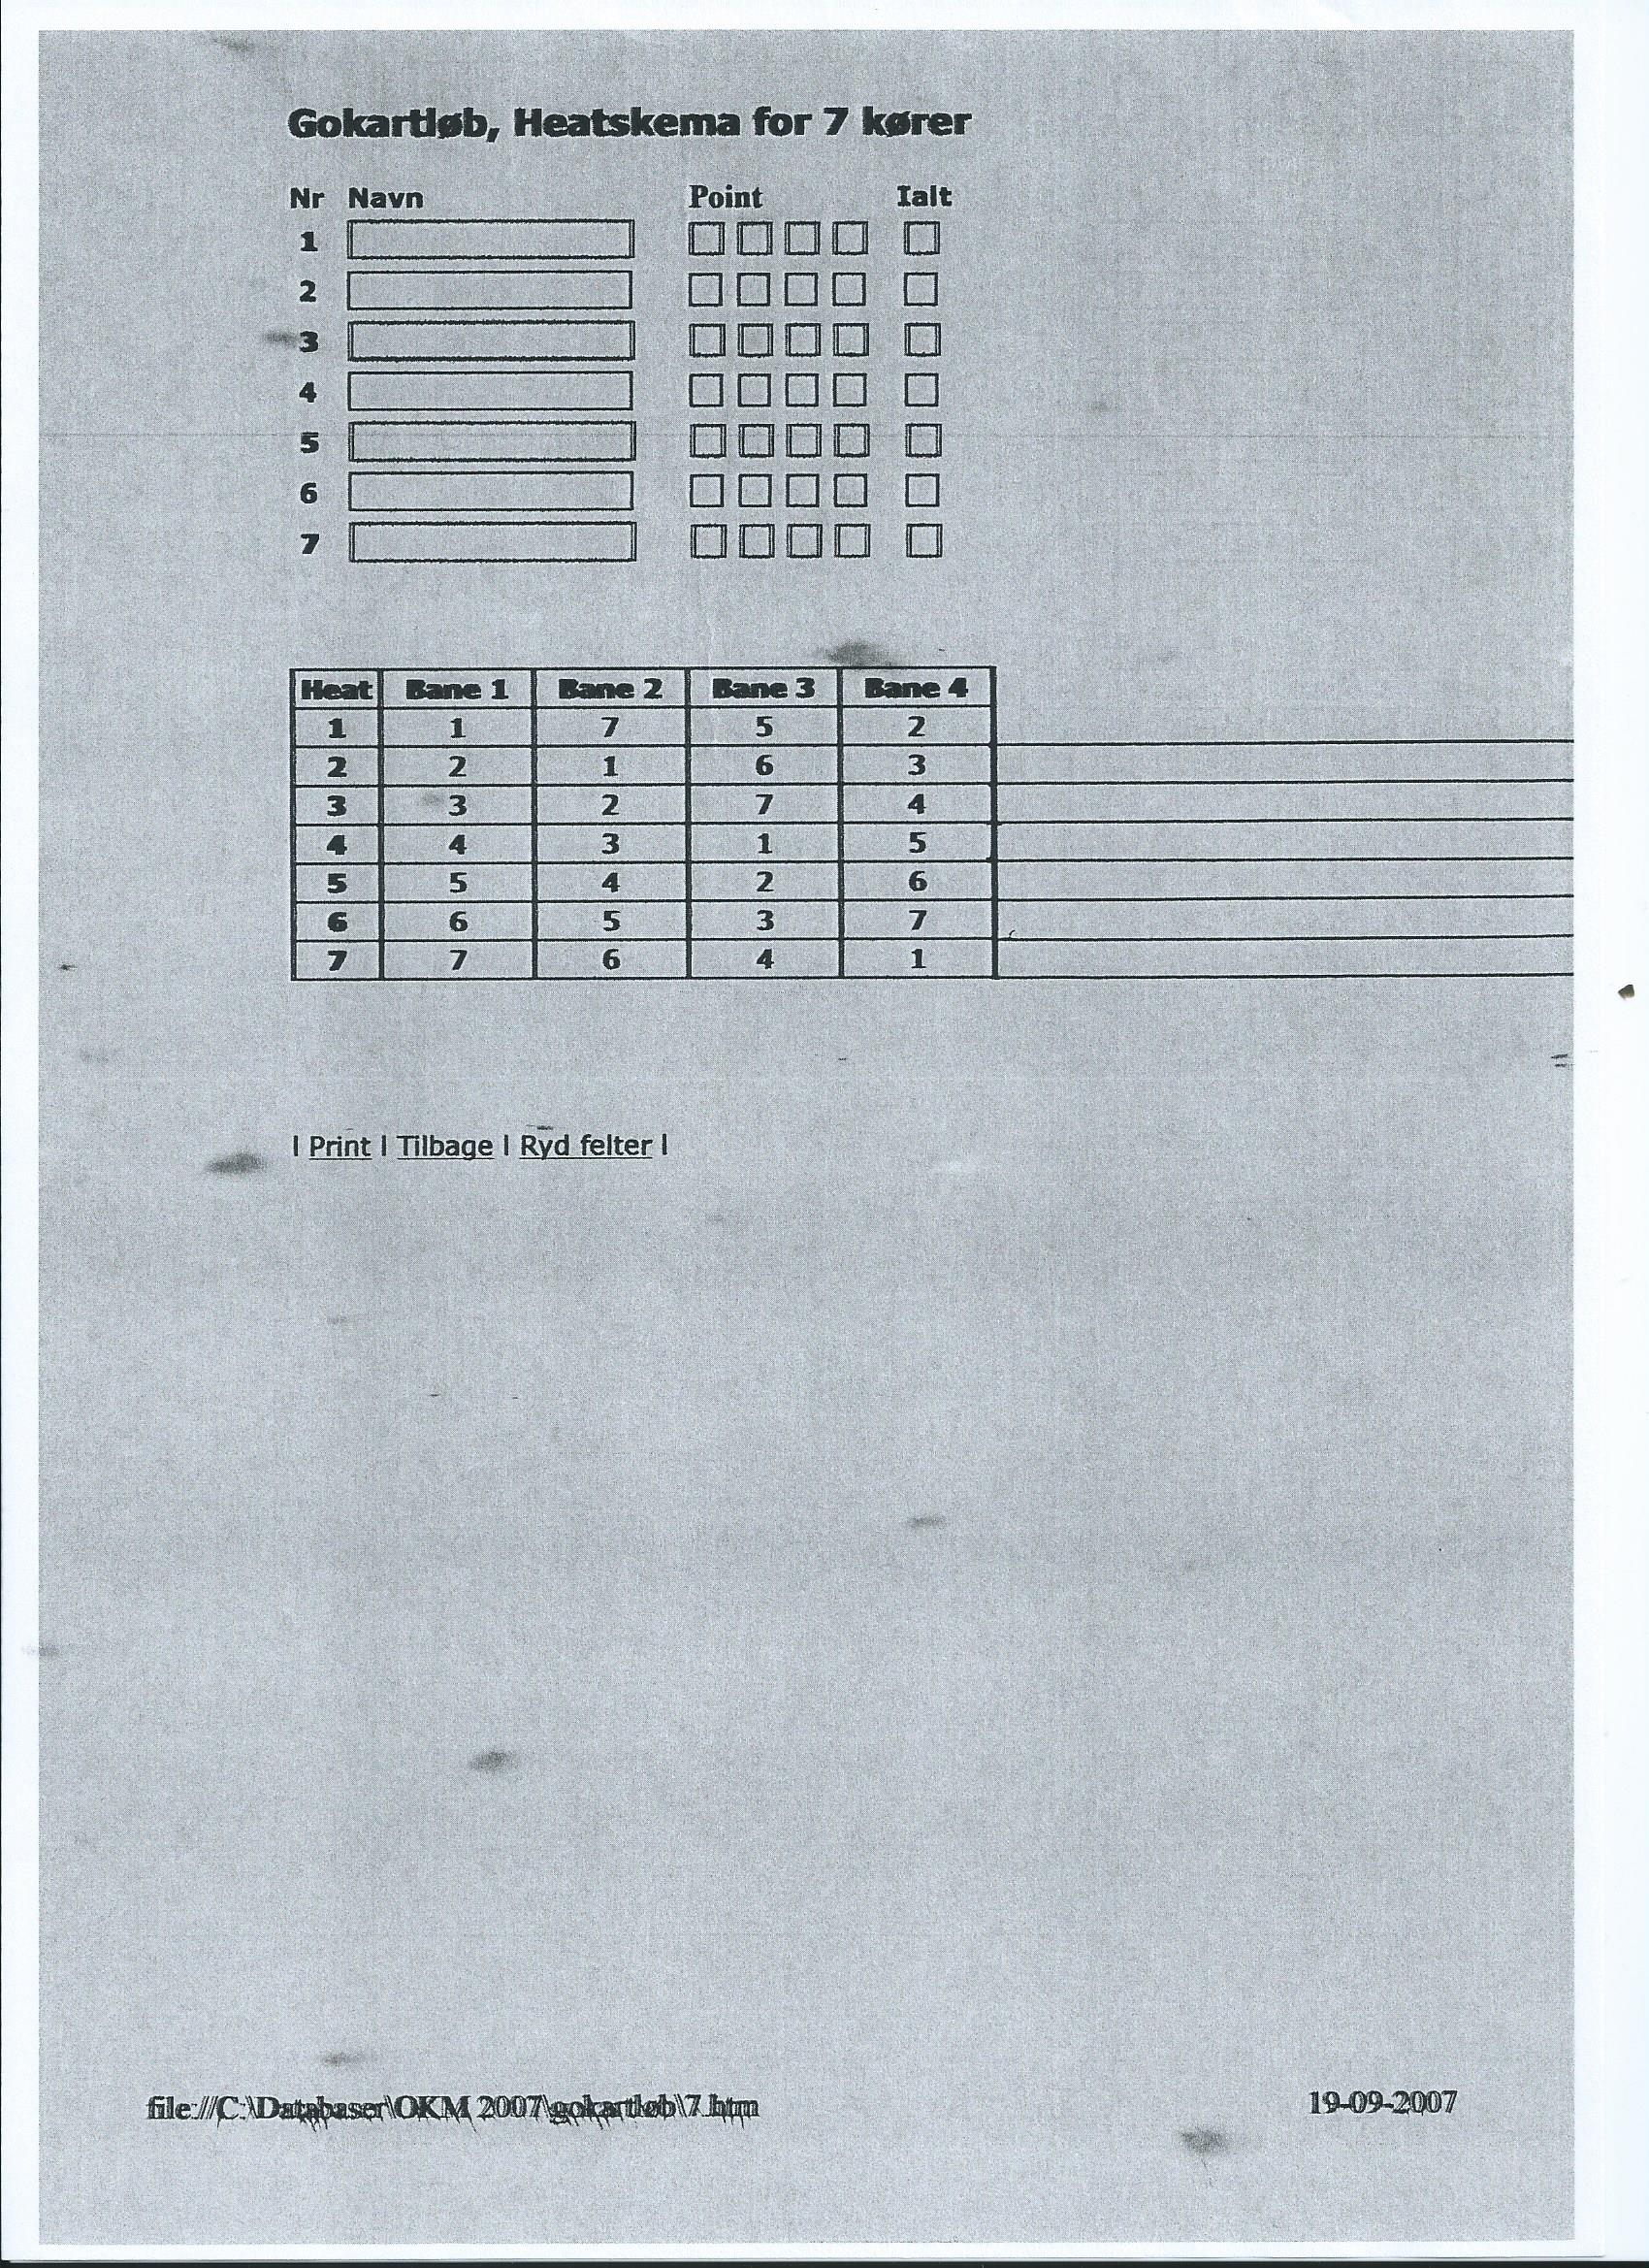 Gokartløb, Heatskema for 7 kører
Nr Navn Point Ialt
1
2
3
4
5
6
7
Heat Bane 1 Bane 2 Bane 3 Bane 4
1 1 7 5 2
2 2 1 6 3
3 3 2 7 4
4 4 3 1 5
5 5 4 2 6
6 6 5 3 7
7 7 6 4 1
| Print | Tilbage | Ryd felter |
file://C:\Databaser\OKM 2007\gokartløb\7.htm 19-09-2007